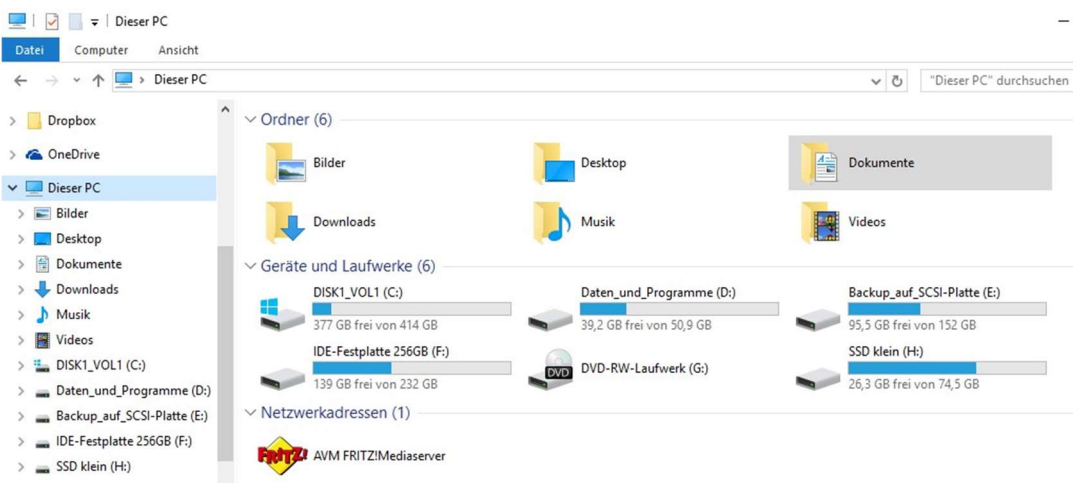 Dieser PC
Datei Computer Ansicht
Dieser PC "Dieser PC" durchsuchen
Dropbox
OneDrive
Dieser PC
Bilder
Desktop
Dokumente
Downloads
Musik
Videos
DISK1_VOL1 (C:)
Daten_und_Programme (D:)
Backup_auf_SCSI-Platte (E:)
IDE-Festplatte 256GB (F:)
SSD klein (H:)
Ordner (6)
Bilder Desktop Dokumente
Downloads Musik Videos
Geräte und Laufwerke (6)
DISK1_VOL1 (C:) Daten_und_Programme (D:) Backup_auf_SCSI-Platte (E:)
377 GB frei von 414 GB 39,2 GB frei von 50,9 GB 95,5 GB frei von 152 GB
IDE-Festplatte 256GB (F:) DVD DVD-RW-Laufwerk (G:) SSD klein (H:)
139 GB frei von 232 GB 26,3 GB frei von 74,5 GB
Netzwerkadressen (1)
FRITZ! AVM FRITZ!Mediaserver